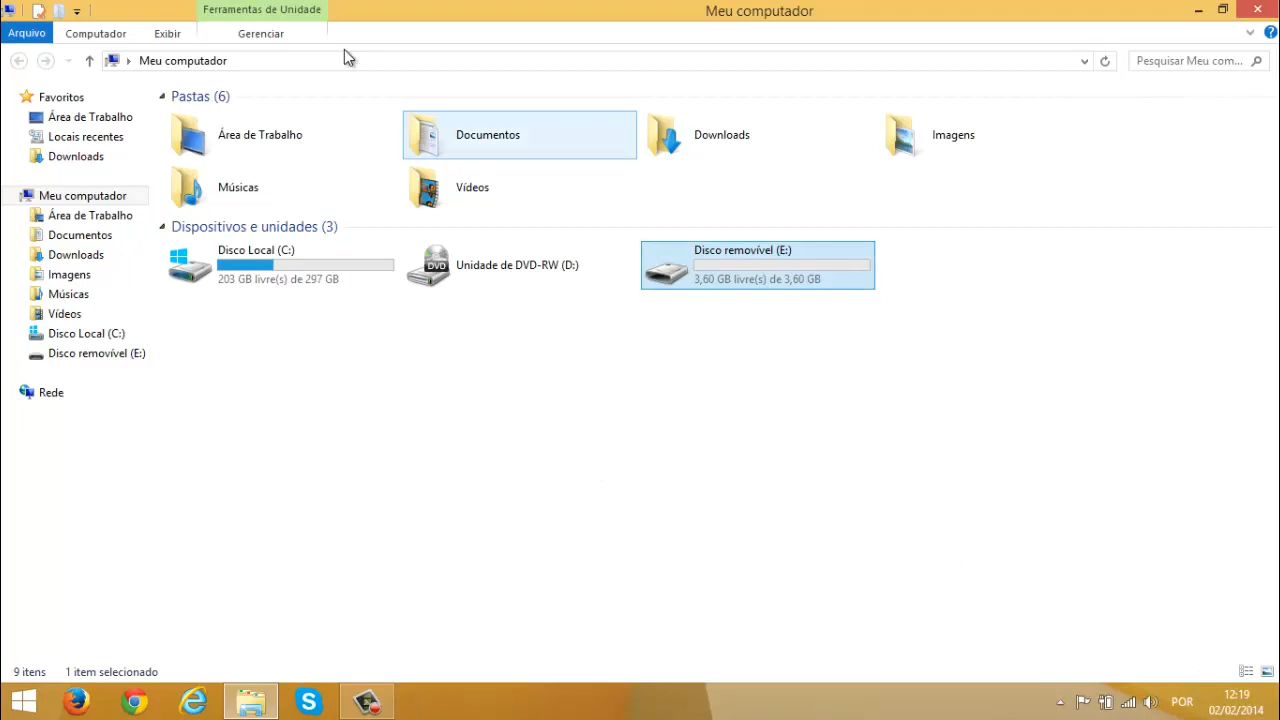 Ferramentas de Unidade
Meu computador
Arquivo Computador Exibir Gerenciar
Meu computador
Pesquisar Meu com...
Favoritos
Área de Trabalho
Locais recentes
Downloads
Meu computador
Área de Trabalho
Documentos
Downloads
Imagens
Músicas
Vídeos
Disco Local (C:)
Disco removível (E:)
Rede
Pastas (6)
Área de Trabalho
Documentos
Downloads
Imagens
Músicas
Vídeos
Dispositivos e unidades (3)
Disco Local (C:)
203 GB livre(s) de 297 GB
DVD
Unidade de DVD-RW (D:)
Disco removível (E:)
3,60 GB livre(s) de 3,60 GB
9 itens 1 item selecionado
POR
12:19
02/02/2014